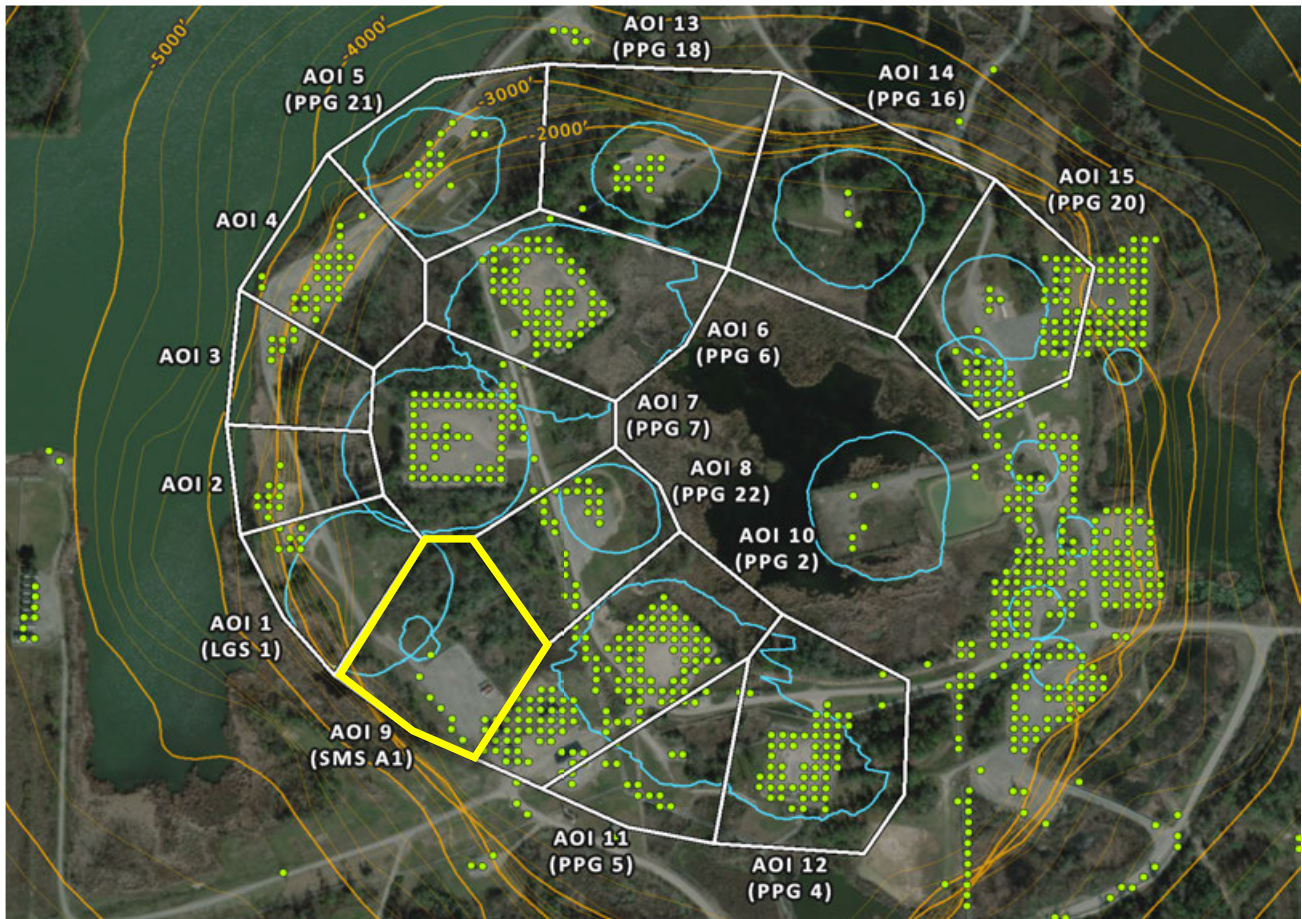 -5000'
-4000'
AOI 13
(PPG 18)
AOI 5
(PPG 21)
AOI 14
(PPG 16)
-3000'
-2000'
AOI 15
(PPG 20)
AOI 4
AOI 6
(PPG 6)
AOI 3
AOI 7
(PPG 7)
AOI 2
AOI 8
(PPG 22)
AOI 10
(PPG 2)
AOI 1
(LGS 1)
AOI 9
(SMS A1)
AOI 11
(PPG 5)
AOI 12
(PPG 4)